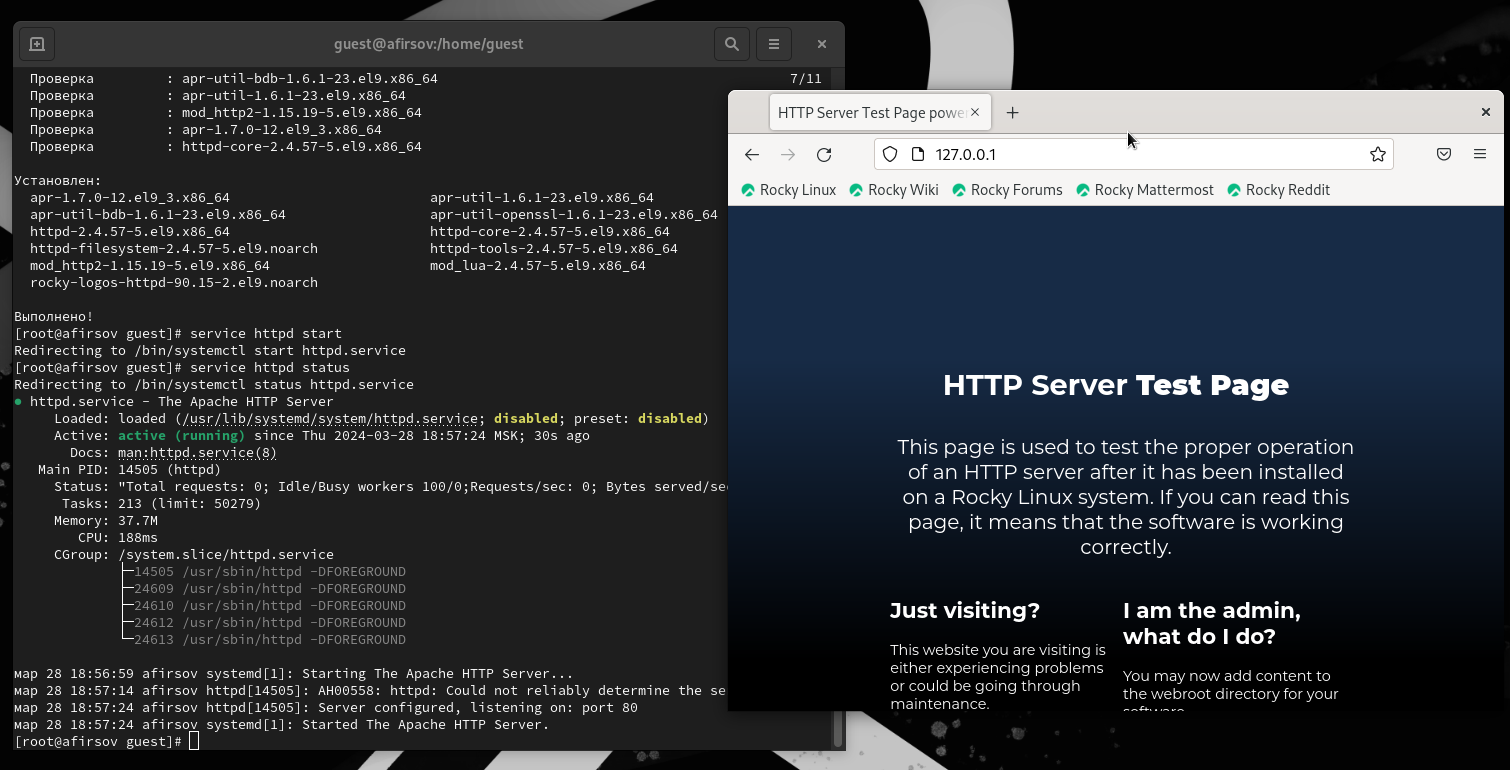 guest@afirsov:/home/guest
Проверка : apr-util-bdb-1.6.1-23.el9.x86_64 7/11
Проверка : apr-util-1.6.1-23.el9.x86_64
Проверка : mod_http2-1.15.19-5.el9.x86_64
Проверка : apr-1.7.0-12.el9_3.x86_64
Проверка : httpd-core-2.4.57-5.el9.x86_64
Установлен:
apr-1.7.0-12.el9_3.x86_64 apr-util-1.6.1-23.el9.x86_64
apr-util-bdb-1.6.1-23.el9.x86_64 apr-util-openssl-1.6.1-23.el9.x86_64
httpd-2.4.57-5.el9.x86_64 httpd-core-2.4.57-5.el9.x86_64
httpd-filesystem-2.4.57-5.el9.noarch httpd-tools-2.4.57-5.el9.x86_64
mod_http2-1.15.19-5.el9.x86_64 mod_lua-2.4.57-5.el9.x86_64
rocky-logos-httpd-90.15-2.el9.noarch
Выполнено!
[root@afirsov guest]# service httpd start
Redirecting to /bin/systemctl start httpd.service
[root@afirsov guest]# service httpd status
Redirecting to /bin/systemctl status httpd.service
● httpd.service - The Apache HTTP Server
Loaded: loaded (/usr/lib/systemd/system/httpd.service; disabled; preset: disabled)
Active: active (running) since Thu 2024-03-28 18:57:24 MSK; 30s ago
Docs: man:httpd.service(8)
Main PID: 14505 (httpd)
Status: "Total requests: 0; Idle/Busy workers 100/0;Requests/sec: 0; Bytes served/se
Tasks: 213 (limit: 50279)
Memory: 37.7M
CPU: 188ms
CGroup: /system.slice/httpd.service
├─14505 /usr/sbin/httpd -DFOREGROUND
├─24609 /usr/sbin/httpd -DFOREGROUND
├─24610 /usr/sbin/httpd -DFOREGROUND
├─24612 /usr/sbin/httpd -DFOREGROUND
└─24613 /usr/sbin/httpd -DFOREGROUND
мар 28 18:56:59 afirsov systemd[1]: Starting The Apache HTTP Server...
мар 28 18:57:14 afirsov httpd[14505]: AH00558: httpd: Could not reliably determine the se
мар 28 18:57:24 afirsov httpd[14505]: Server configured, listening on: port 80
мар 28 18:57:24 afirsov systemd[1]: Started The Apache HTTP Server.
[root@afirsov guest]#
HTTP Server Test Page powe
127.0.0.1
Rocky Linux Rocky Wiki Rocky Forums Rocky Mattermost Rocky Reddit
HTTP Server Test Page
This page is used to test the proper operation
of an HTTP server after it has been installed
on a Rocky Linux system. If you can read this
page, it means that the software is working
correctly.
Just visiting?
This website you are visiting is
either experiencing problems
or could be going through
maintenance.
I am the admin,
what do I do?
You may now add content to
the webroot directory for your
software.